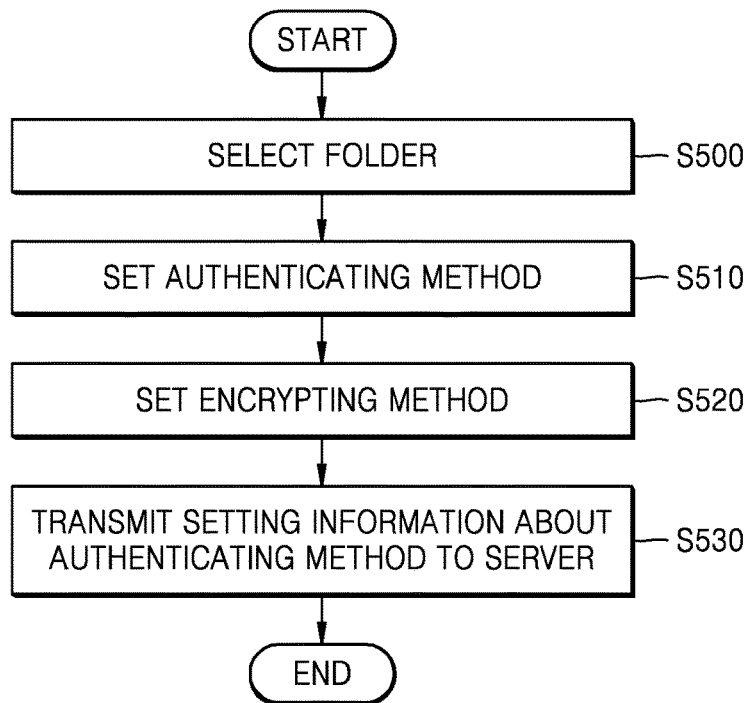 START
SELECT FOLDER
S500
SET AUTHENTICATING METHOD
S510
SET ENCRYPTING METHOD
S520
TRANSMIT SETTING INFORMATION ABOUT
AUTHENTICATING METHOD TO SERVER
S530
END